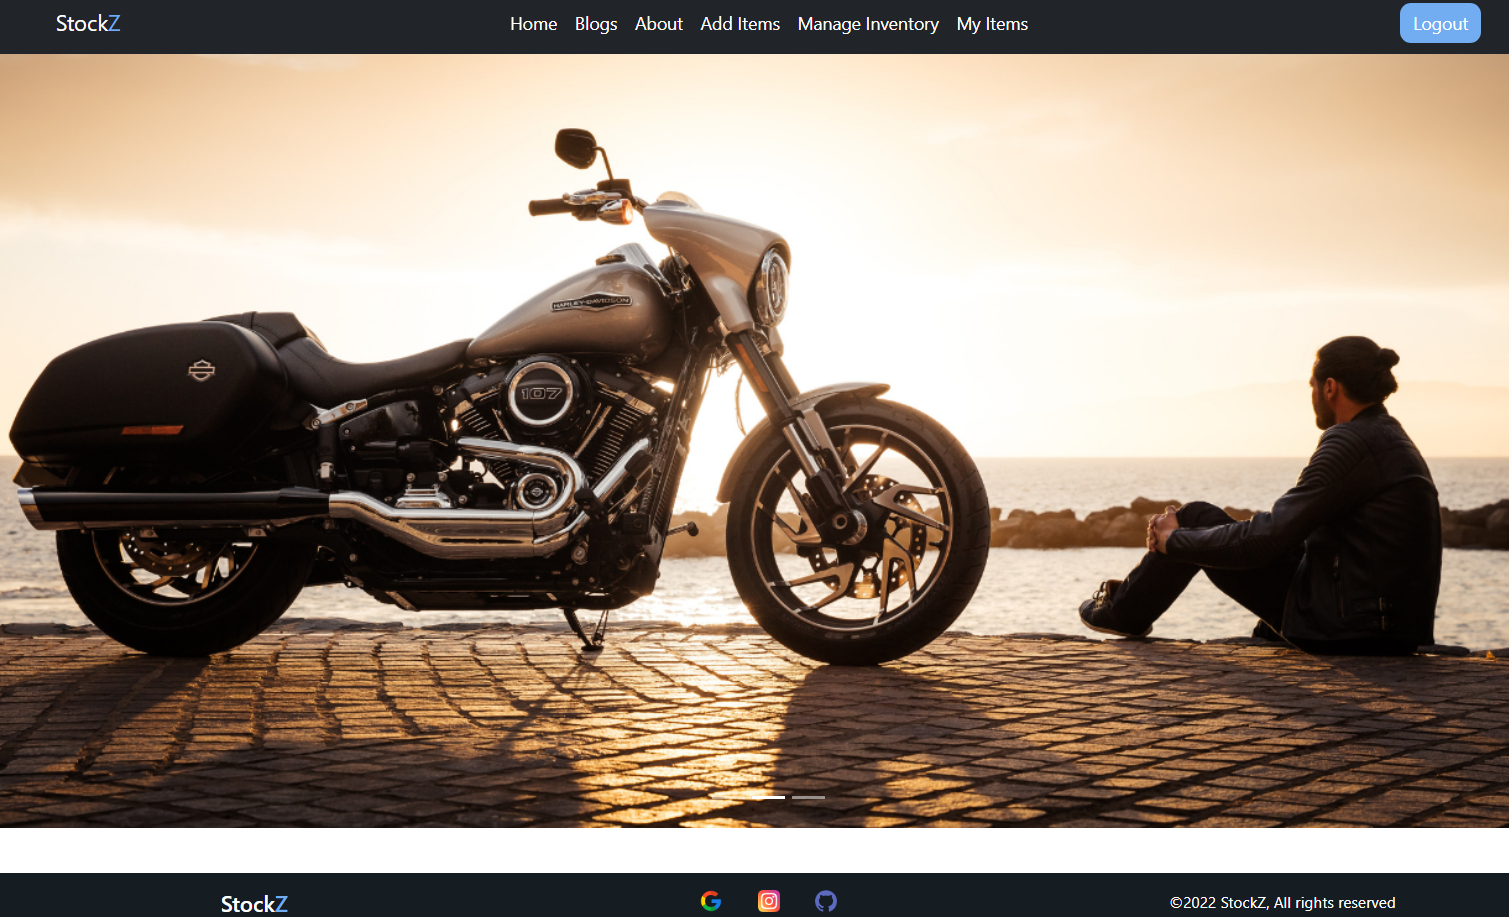 StockZ
Home Blogs About Add Items Manage Inventory My Items
Logout
HARLEY-DAVIDSON
107
StockZ
©2022 StockZ, All rights reserved